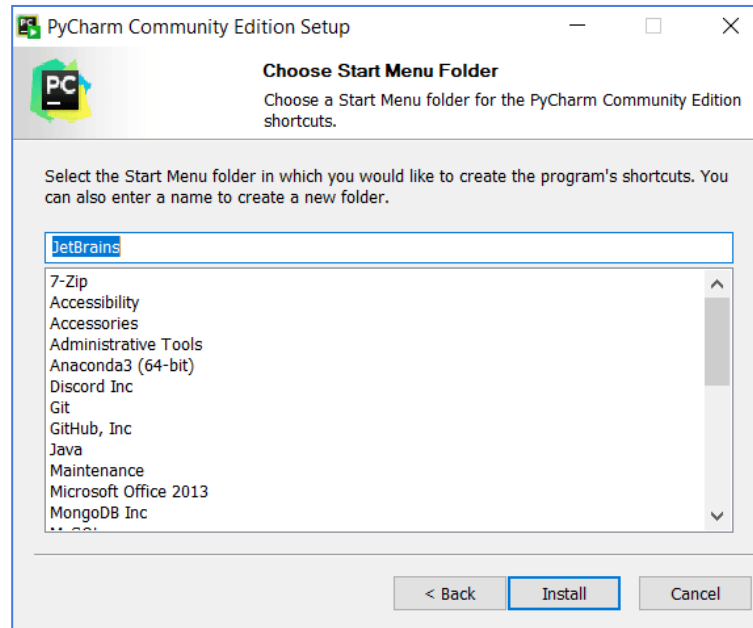 PyCharm Community Edition Setup
PC
Choose Start Menu Folder
Choose a Start Menu folder for the PyCharm Community Edition
shortcuts.
Select the Start Menu folder in which you would like to create the program's shortcuts. You
can also enter a name to create a new folder.
JetBrains
7-Zip
Accessibility
Accessories
Administrative Tools
Anaconda3 (64-bit)
Discord Inc
Git
GitHub, Inc
Java
Maintenance
Microsoft Office 2013
MongoDB Inc
< Back
Install
Cancel